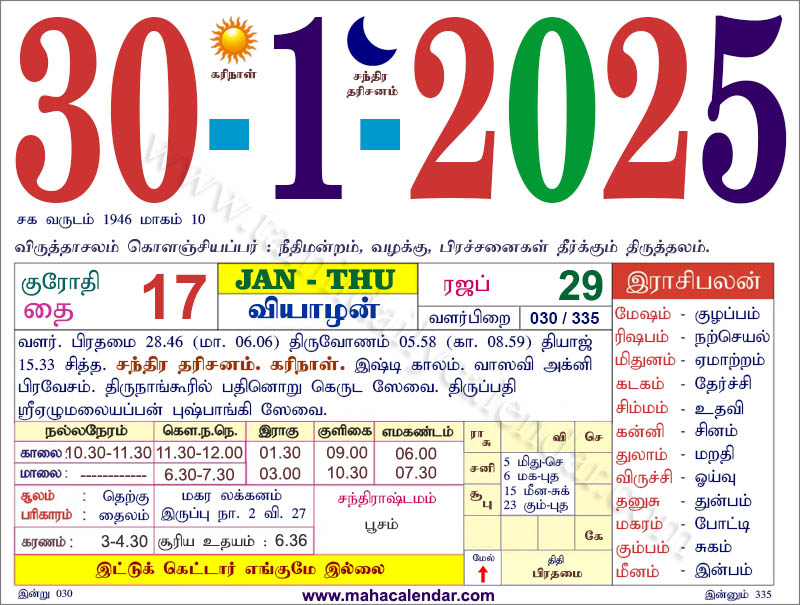 30-1-2025
கரிநாள்
சந்திர
தரிசனம்
சக வருடம் 1946 மாகம் 10
விருத்தாசலம் கொளஞ்சியப்பர் : நீதிமன்றம், வழக்கு, பிரச்சனைகள் தீர்க்கும் திருத்தலம்.
குரோதி
தை
17
JAN - THU
வியாழன்
ரஜப்
29
வளர்பிறை
030 / 335
வளர். பிரதமை 28.46 (மா. 06.06) திருவோணம் 05.58 (கா. 08.59) தியாஜ்
15.33 சித்த. சந்திர தரிசனம். கரிநாள். இஷ்டி காலம். வாஸவி அக்னி
பிரவேசம். திருநாங்கூரில் பதினொறு கெருட சேவை. திருப்பதி
ஸ்ரீஏழுமலையப்பன் புஷ்பாங்கி ஸேவை.
நல்லநேரம் கௌ.ந.நெ. இராகு குளிகை எமகண்டம்
காலை: 10.30-11.30 11.30-12.00 01.30 09.00 06.00
மாலை: ------------ 6.30-7.30 03.00 10.30 07.30
சூலம் : தெற்கு
பரிகாரம் : தைலம்
மகர லக்கனம்
இருப்பு நா. 2 வி. 27
சந்திராஷ்டமம்
பூசம்
கரணம்: 3-4.30
சூரிய உதயம் : 6.36
இட்டுக் கெட்டார் எங்குமே இல்லை
ரா
சு
வி
செ
சனி
5 மிது-செ
6 மக-புத
15 மீன-சுக்
23 கும்-புத
சூ
பு
கே
மேல்
திதி
பிரதமை
இராசிபலன்
மேஷம் - குழப்பம்
ரிஷபம் - நற்செயல்
மிதுனம் - ஏமாற்றம்
கடகம் - தேர்ச்சி
சிம்மம் - உதவி
கன்னி - சினம்
துலாம் - மறதி
விருச்சி - ஓய்வு
தனுசு - துன்பம்
மகரம் - போட்டி
கும்பம் - சுகம்
மீனம் - இன்பம்
இன்று 030
www.mahacalendar.com
இன்னும் 335
www.tamildailycalendar.com